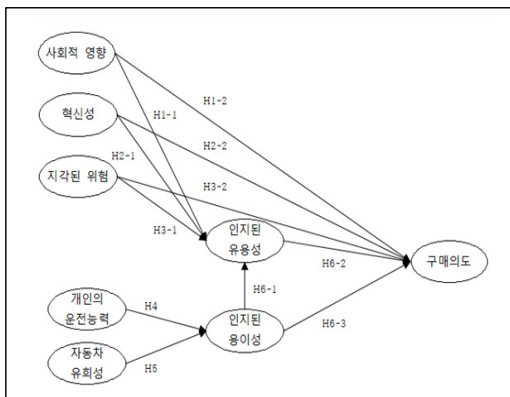 사회적 영향
H1-2
혁신성
H1-1
H2-2
H2-1
지각된 위험
H3-2
H3-1
인지된
유용성
H6-2
구매의도
H6-1
개인의
운전능력
H4
인지된
용이성
H6-3
자동차
유희성
H5